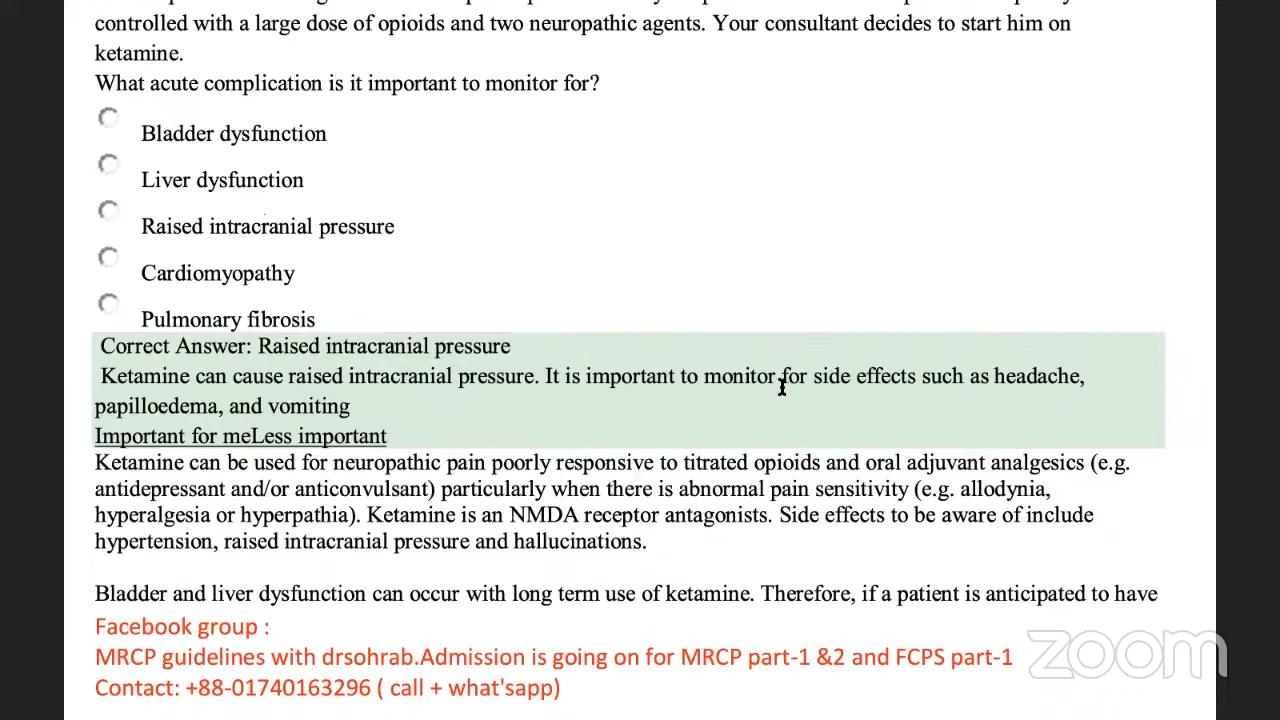 controlled with a large dose of opioids and two neuropathic agents. Your consultant decides to start him on
ketamine.
What acute complication is it important to monitor for?
Bladder dysfunction
Liver dysfunction
Raised intracranial pressure
Cardiomyopathy
Pulmonary fibrosis
Correct Answer: Raised intracranial pressure
Ketamine can cause raised intracranial pressure. It is important to monitor for side effects such as headache,
papilloedema, and vomiting
Important for meLess important
Ketamine can be used for neuropathic pain poorly responsive to titrated opioids and oral adjuvant analgesics (e.g.
antidepressant and/or anticonvulsant) particularly when there is abnormal pain sensitivity (e.g. allodynia,
hyperalgesia or hyperpathia). Ketamine is an NMDA receptor antagonists. Side effects to be aware of include
hypertension, raised intracranial pressure and hallucinations.
Bladder and liver dysfunction can occur with long term use of ketamine. Therefore, if a patient is anticipated to have
Facebook group :
MRCP guidelines with drsohrab.Admission is going on for MRCP part-1 &2 and FCPS part-1
Contact: +88-01740163296 ( call + what'sapp)
zoom